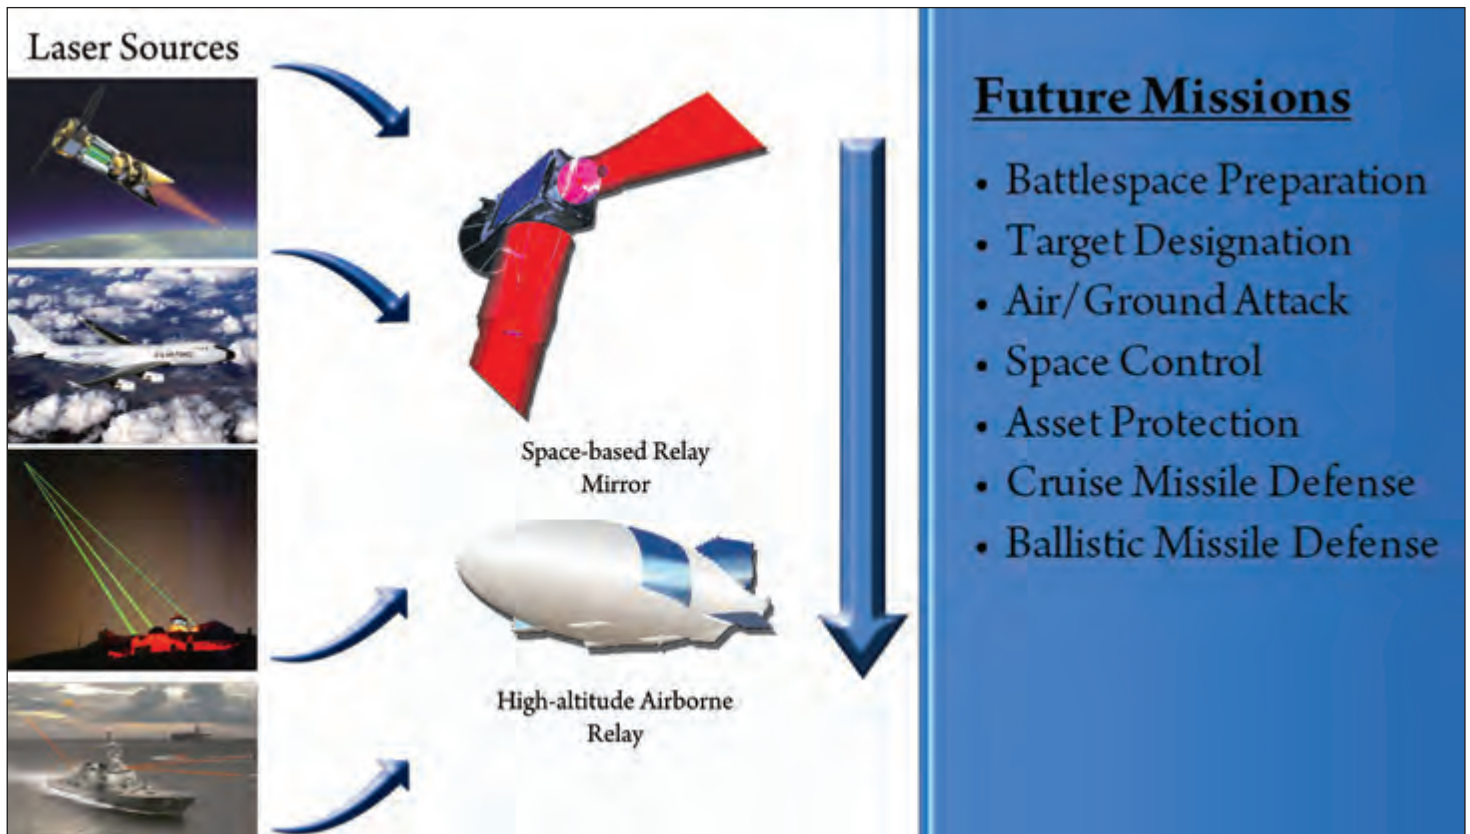 Laser Sources
Space-based Relay
Mirror
High-altitude Airborne
Relay
Future Missions
• Battlespace Preparation
• Target Designation
• Air/Ground Attack
• Space Control
• Asset Protection
• Cruise Missile Defense
• Ballistic Missile Defense